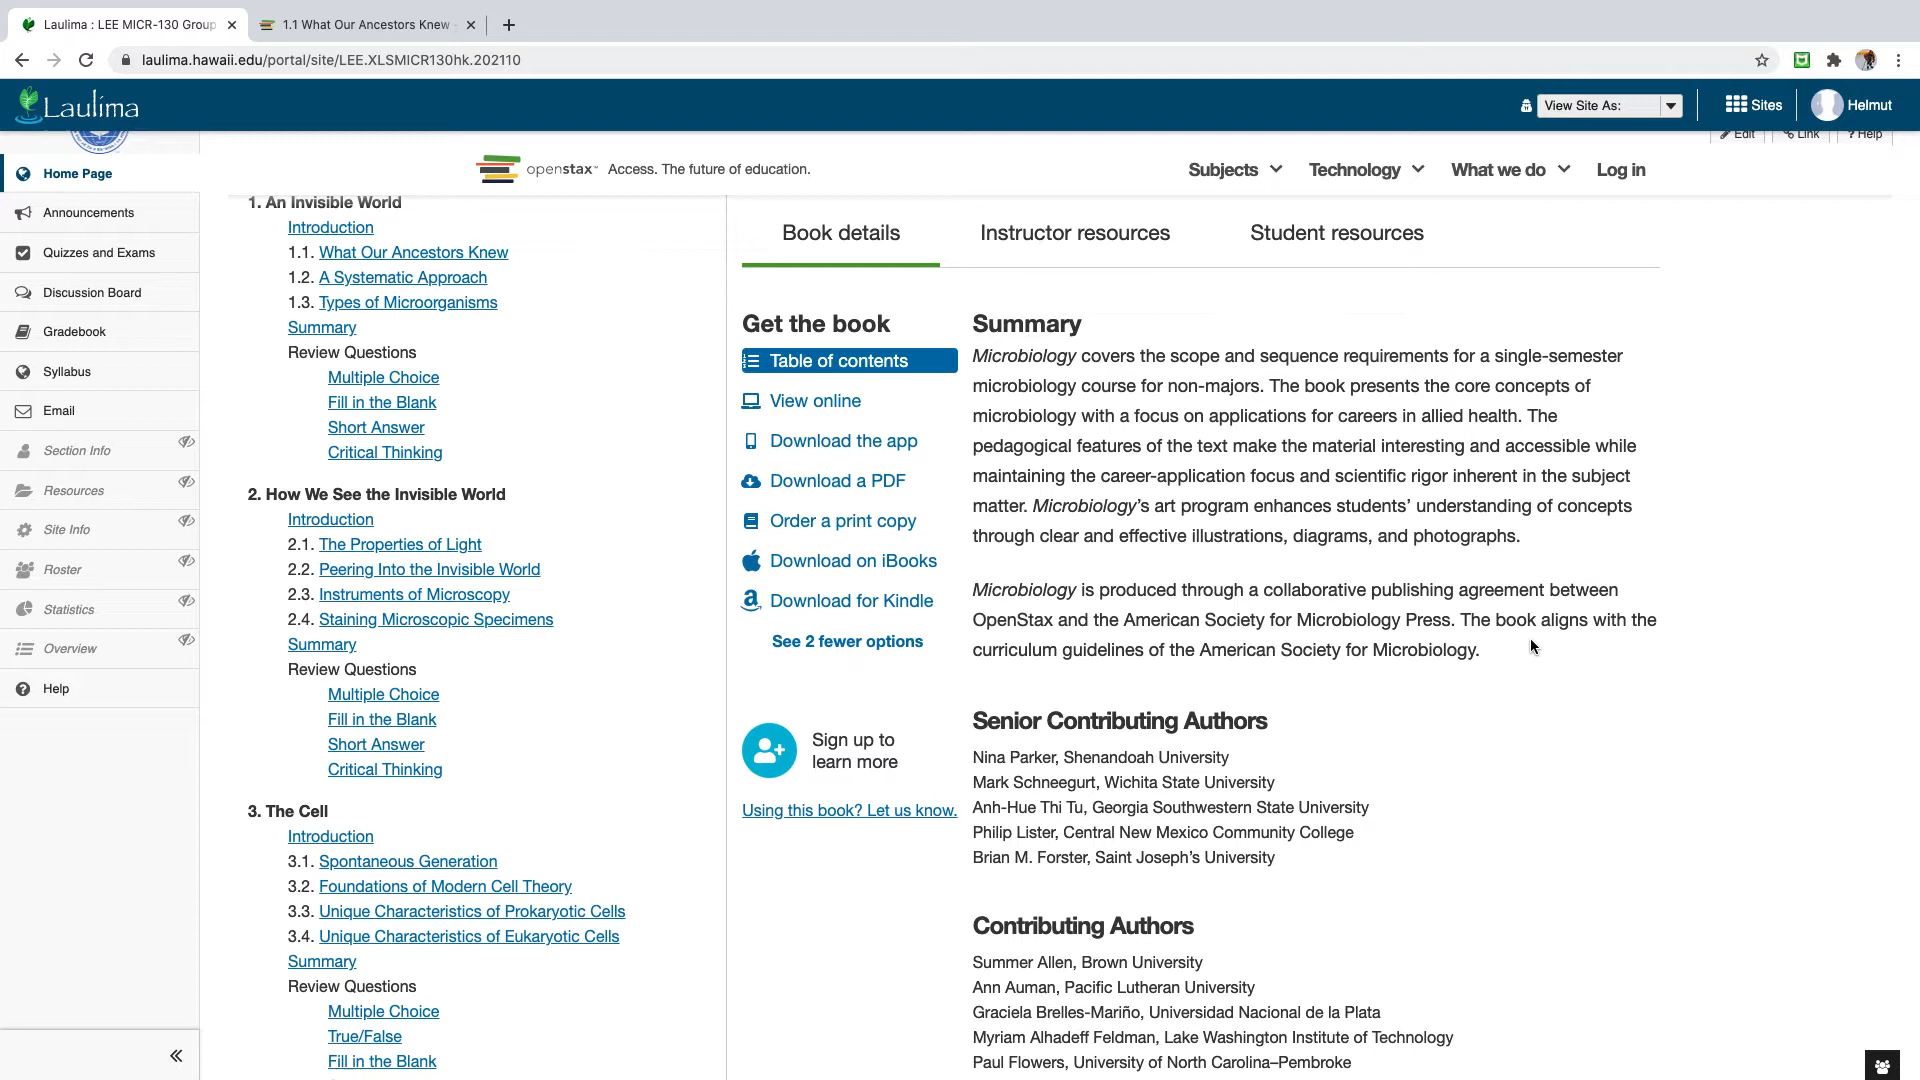 Laulima : LEE MICR-130 Group
1.1 What Our Ancestors Knew
laulima.hawaii.edu/portal/site/LEE.XLSMICR130hk.202110
Laulima
View Site As:
Sites
Helmut
Edit
Link
? Help
Home Page
Announcements
Quizzes and Exams
Discussion Board
Gradebook
Syllabus
Email
Section Info
Resources
Site Info
Roster
Statistics
Overview
Help
openstax™ Access. The future of education.
Subjects
Technology
What we do
Log in
1. An Invisible World
Introduction
1.1. What Our Ancestors Knew
1.2. A Systematic Approach
1.3. Types of Microorganisms
Summary
Review Questions
Multiple Choice
Fill in the Blank
Short Answer
Critical Thinking
2. How We See the Invisible World
Introduction
2.1. The Properties of Light
2.2. Peering Into the Invisible World
2.3. Instruments of Microscopy
2.4. Staining Microscopic Specimens
Summary
Review Questions
Multiple Choice
Fill in the Blank
Short Answer
Critical Thinking
3. The Cell
Introduction
3.1. Spontaneous Generation
3.2. Foundations of Modern Cell Theory
3.3. Unique Characteristics of Prokaryotic Cells
3.4. Unique Characteristics of Eukaryotic Cells
Summary
Review Questions
Multiple Choice
True/False
Fill in the Blank
Book details
Instructor resources
Student resources
Get the book
Table of contents
View online
Download the app
Download a PDF
Order a print copy
Download on iBooks
Download for Kindle
See 2 fewer options
Sign up to
learn more
Using this book? Let us know.
Summary
Microbiology covers the scope and sequence requirements for a single-semester
microbiology course for non-majors. The book presents the core concepts of
microbiology with a focus on applications for careers in allied health. The
pedagogical features of the text make the material interesting and accessible while
maintaining the career-application focus and scientific rigor inherent in the subject
matter. Microbiology’s art program enhances students’ understanding of concepts
through clear and effective illustrations, diagrams, and photographs.
Microbiology is produced through a collaborative publishing agreement between
OpenStax and the American Society for Microbiology Press. The book aligns with the
curriculum guidelines of the American Society for Microbiology.
Senior Contributing Authors
Nina Parker, Shenandoah University
Mark Schneegurt, Wichita State University
Anh-Hue Thi Tu, Georgia Southwestern State University
Philip Lister, Central New Mexico Community College
Brian M. Forster, Saint Joseph’s University
Contributing Authors
Summer Allen, Brown University
Ann Auman, Pacific Lutheran University
Graciela Brelles-Mariño, Universidad Nacional de la Plata
Myriam Alhadeff Feldman, Lake Washington Institute of Technology
Paul Flowers, University of North Carolina–Pembroke